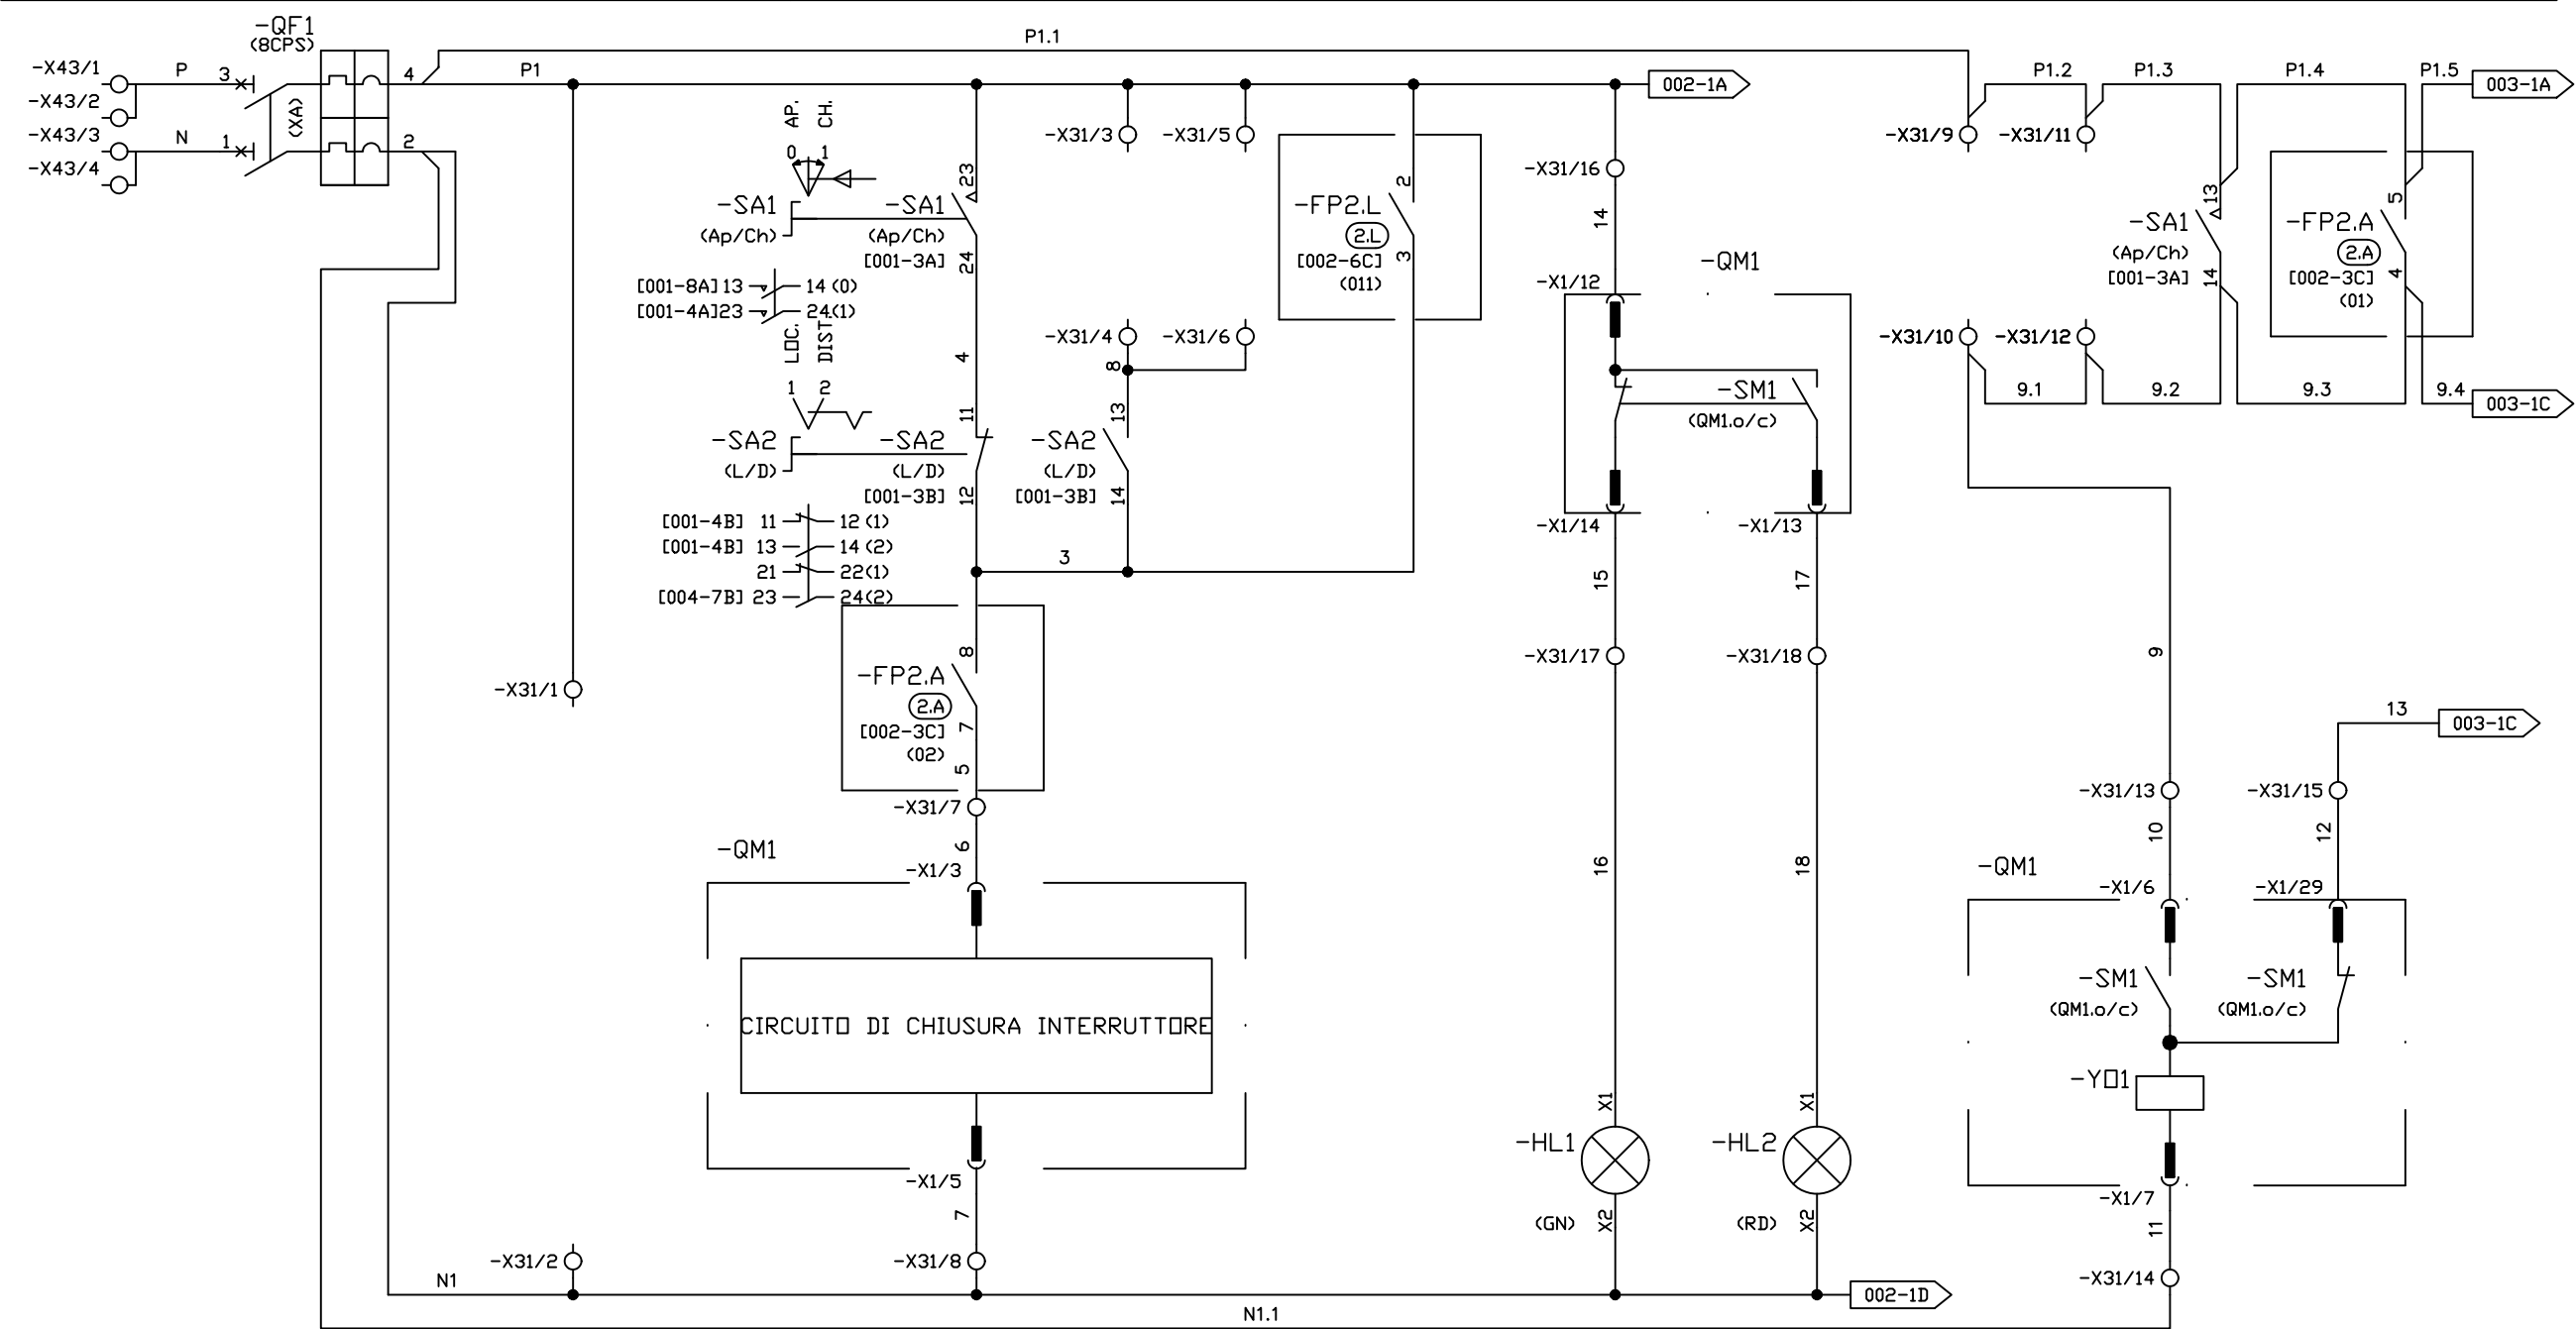 -QF1
(8CPS)
-X43/1
-X43/2
-X43/3
-X43/4
P
N
3
1
(XA)
4
2
P1
P1.1
AP.
CH.
0
1
-SA1
(Ap/Ch)
-SA1
(Ap/Ch)
[001-3A]
23
24
[001-8A] 13
14 (0)
[001-4A] 23
24 (1)
LOC.
DIST.
1
2
4
-SA2
(L/D)
-SA2
(L/D)
[001-3B]
11
12
[001-4B] 11
12 (1)
[001-4B] 13
14 (2)
21
22 (1)
[004-7B] 23
24 (2)
-X31/3
-X31/5
-X31/4
-X31/6
8
13
-SA2
(L/D)
[001-3B]
14
3
-FP2.L
2.L
[002-6C]
(011)
2
3
-X31/1
8
-FP2.A
2.A
[002-3C]
(02)
7
5
-X31/7
6
-QM1
-X1/3
CIRCUITO DI CHIUSURA INTERRUTTORE
-X1/5
7
-X31/2
-X31/8
N1
N1.1
002-1A
-X31/16
14
-X1/12
-QM1
-SM1
(QM1.o/c)
-X1/14
-X1/13
15
17
-X31/17
-X31/18
16
18
X1
X1
-HL1
-HL2
(GN)
X2
(RD)
X2
002-1D
P1.2
P1.3
P1.4
P1.5
003-1A
-X31/9
-X31/11
13
-SA1
(Ap/Ch)
[001-3A]
14
5
-FP2.A
2.A
[002-3C]
(01)
4
-X31/10
-X31/12
9.1
9.2
9.3
9.4
003-1C
9
13
003-1C
-X31/13
-X31/15
10
12
-QM1
-X1/6
-X1/29
-SM1
(QM1.o/c)
-SM1
(QM1.o/c)
-YO1
-X1/7
11
-X31/14